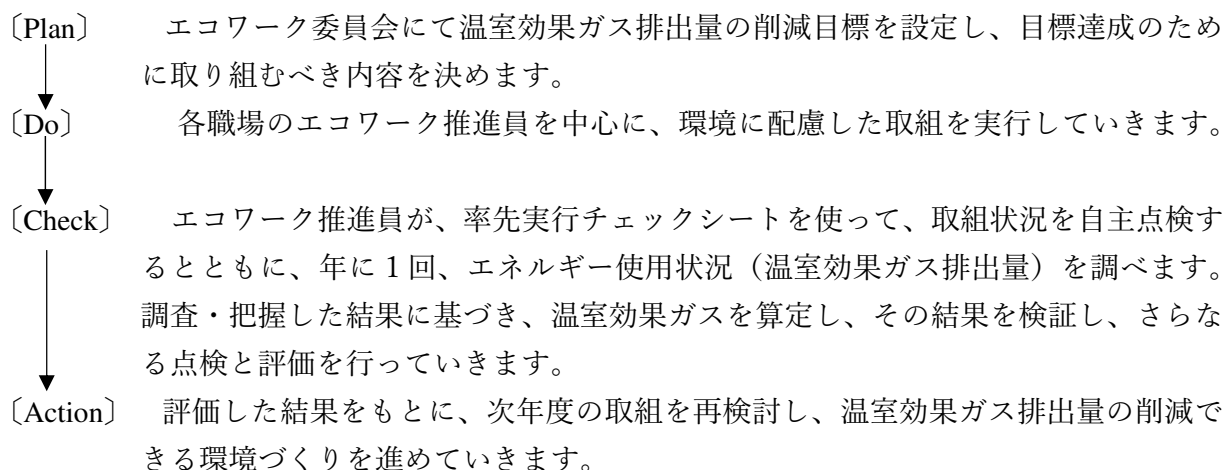 〔Plan〕 エコワーク委員会にて温室効果ガス排出量の削減目標を設定し、目標達成のため
に取り組むべき内容を決めます。
〔Do〕 各職場のエコワーク推進員を中心に、環境に配慮した取組を実行していきます。
〔Check〕 エコワーク推進員が、率先実行チェックシートを使って、取組状況を自主点検す
るとともに、年に１回、エネルギー使用状況（温室効果ガス排出量）を調べます。
調査・把握した結果に基づき、温室効果ガスを算定し、その結果を検証し、さらな
る点検と評価を行っていきます。
〔Action〕 評価した結果をもとに、次年度の取組を再検討し、温室効果ガス排出量の削減で
きる環境づくりを進めていきます。